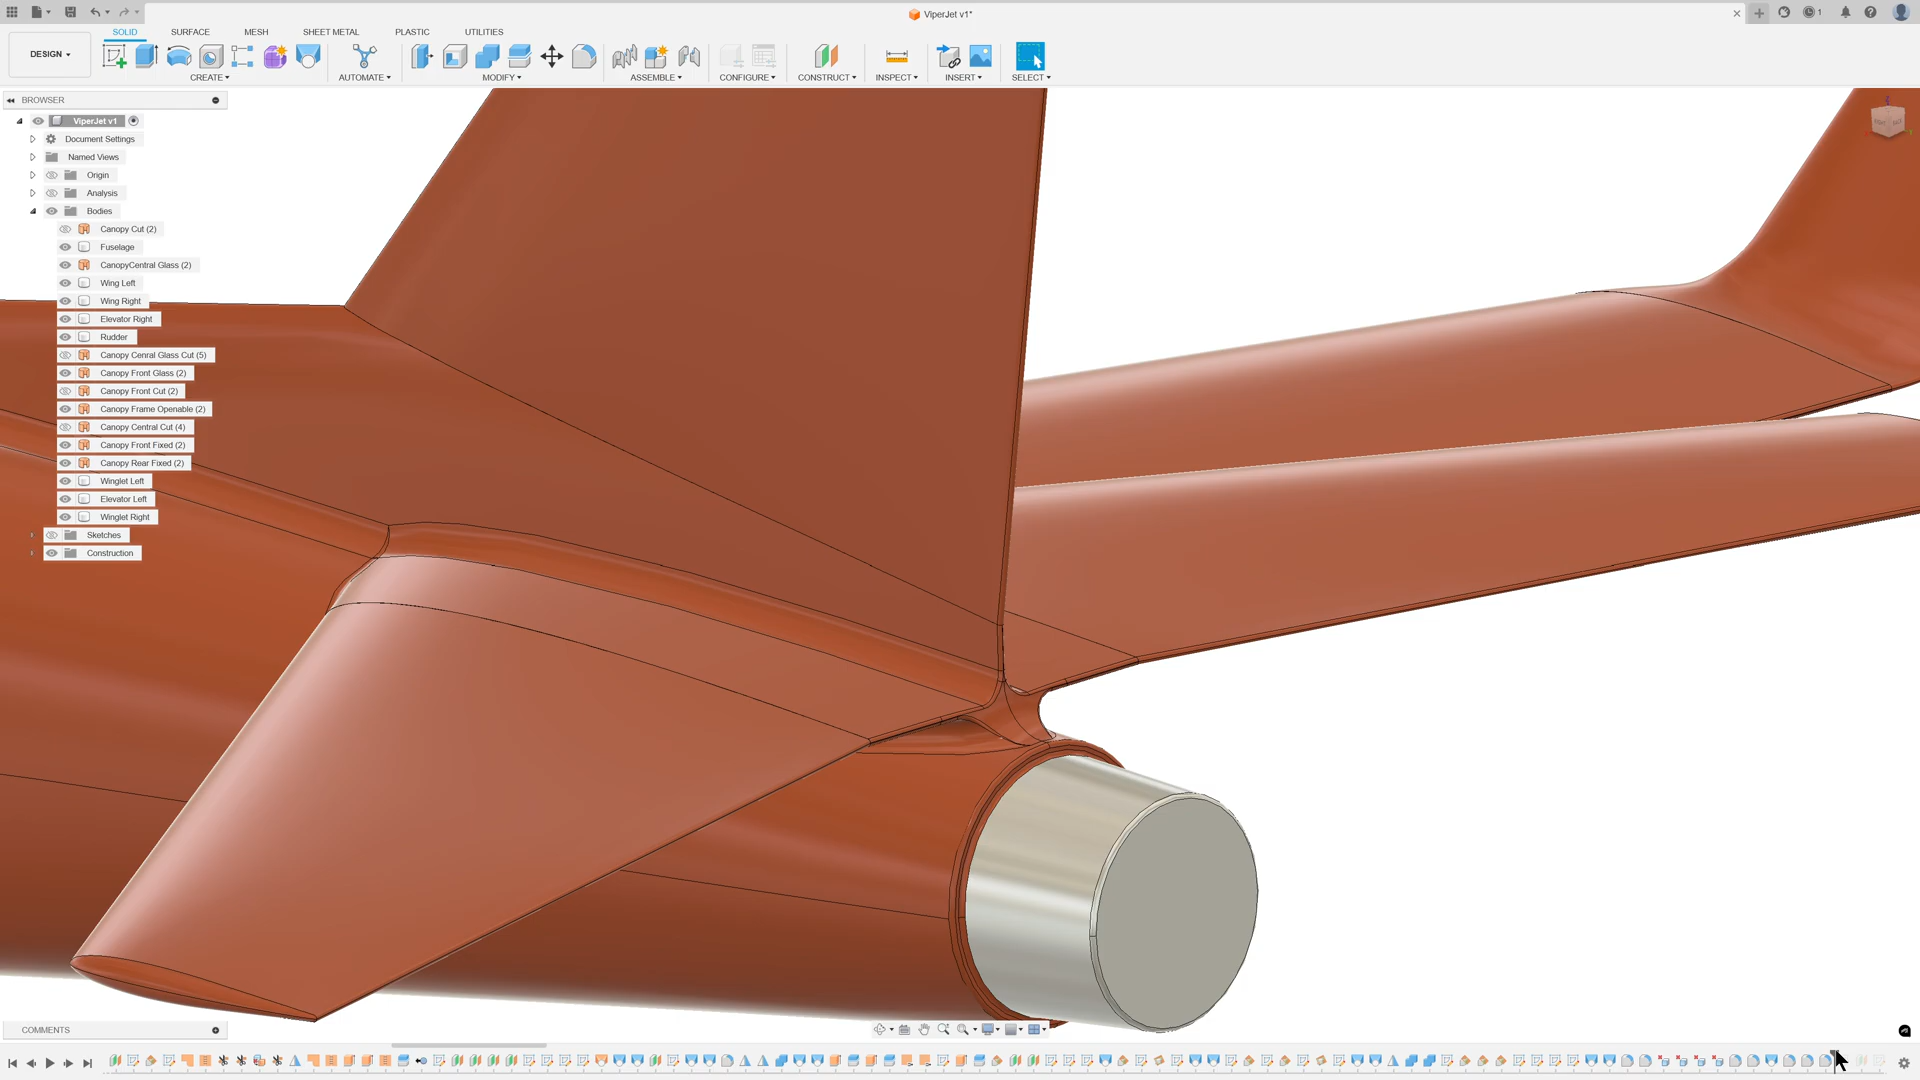 ViperJet v1*
1
DESIGN
SOLID
SURFACE
MESH
SHEET METAL
PLASTIC
UTILITIES
CREATE
AUTOMATE
MODIFY
ASSEMBLE
CONFIGURE
CONSTRUCT
INSPECT
INSERT
SELECT
BROWSER
ViperJet v1
Document Settings
Named Views
Origin
Analysis
Bodies
Canopy Cut (2)
Fuselage
CanopyCentral Glass (2)
Wing Left
Wing Right
Elevator Right
Rudder
Canopy Cenral Glass Cut (5)
Canopy Front Glass (2)
Canopy Front Cut (2)
Canopy Frame Openable (2)
Canopy Central Cut (4)
Canopy Front Fixed (2)
Canopy Rear Fixed (2)
Winglet Left
Elevator Left
Winglet Right
Sketches
Construction
RIGHT
BACK
COMMENTS